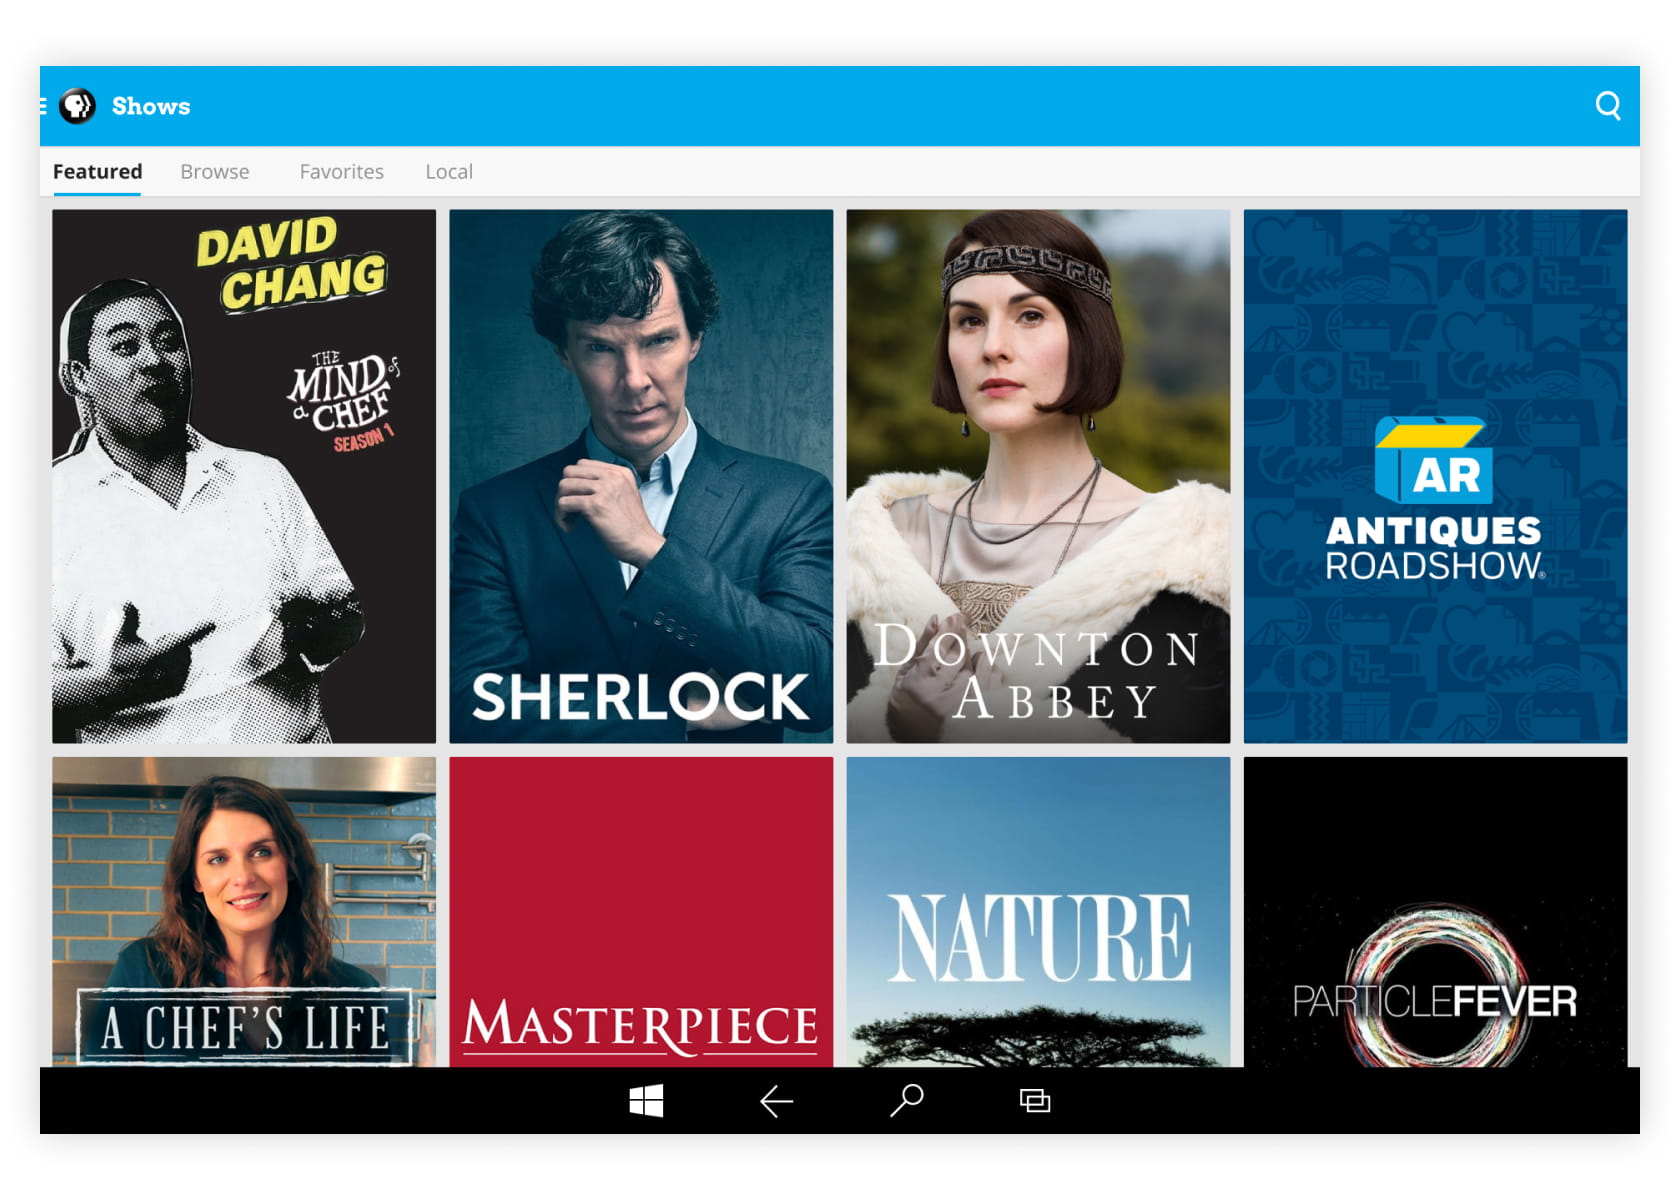 Shows
Featured Browse Favorites Local
DAVID
CHANG
THE
MIND of
a CHEF
SEASON 1
SHERLOCK
DOWNTON
ABBEY
AR
ANTIQUES
ROADSHOW®
A CHEF'S LIFE
MASTERPIECE
NATURE
PARTICLEFEVER